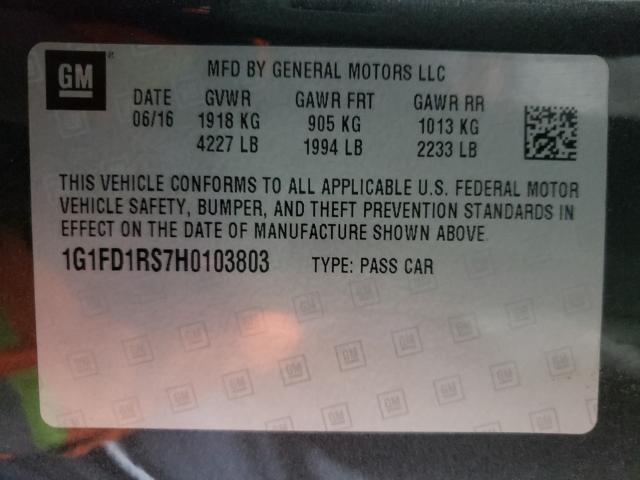 GM
MFD BY GENERAL MOTORS LLC
DATE GVWR GAWR FRT GAWR RR
06/16 1918 KG 905 KG 1013 KG
4227 LB 1994 LB 2233 LB
THIS VEHICLE CONFORMS TO ALL APPLICABLE U.S. FEDERAL MOTOR
VEHICLE SAFETY, BUMPER, AND THEFT PREVENTION STANDARDS IN
EFFECT ON THE DATE OF MANUFACTURE SHOWN ABOVE.
1G1FD1RS7H0103803 TYPE: PASS CAR